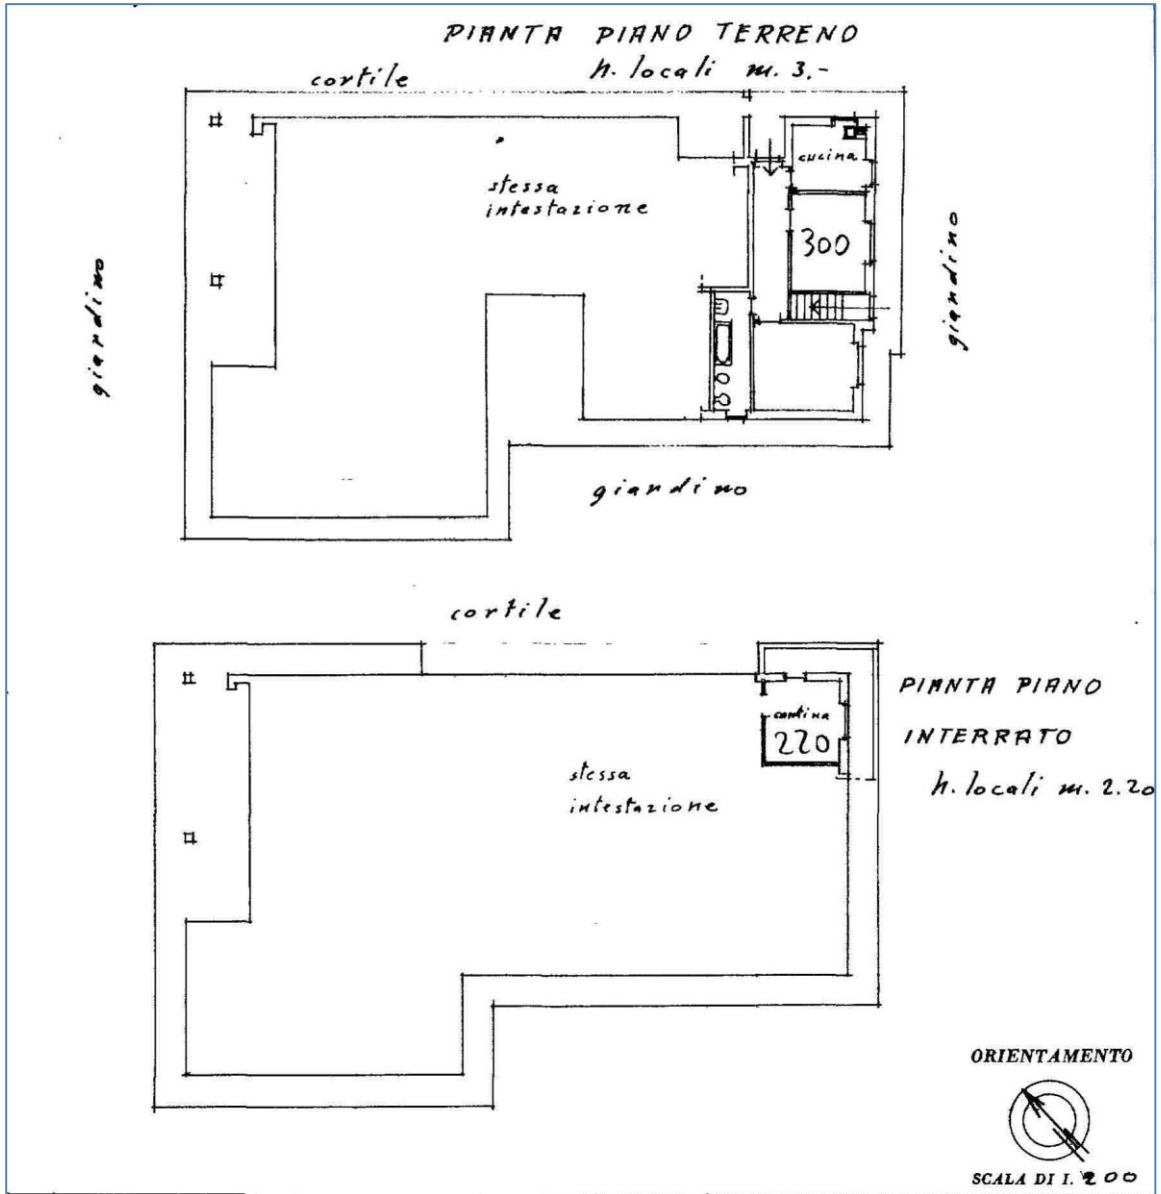 PIANTA PIANO TERRENO
h. locali m. 3.-
cortile
cucina
stessa
intestazione
300
giardino
giardino
giardino
cortile
PIANTA PIANO
INTERRATO
h. locali m. 2.20
cantina
220
stessa
intestazione
ORIENTAMENTO
SCALA DI 1. 200